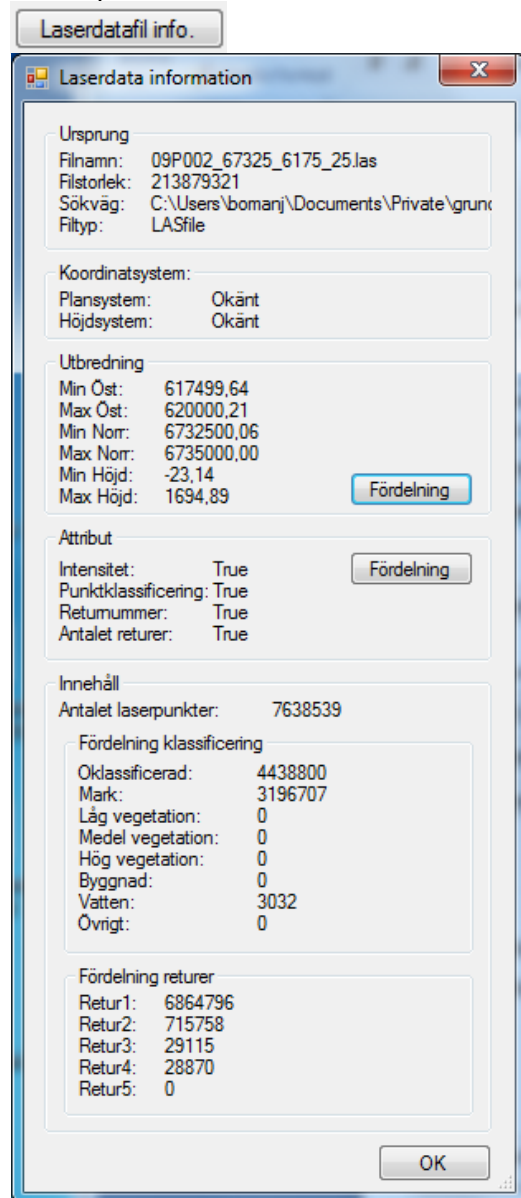 Laserdatafil info.
Laserdata information
Ursprung
Filnamn: 09P002_67325_6175_25.las
Filstorlek: 213879321
Sökväg: C:\Users\bomanj\Documents\Private\grund
Filtyp: LASfile
Koordinatsystem:
Plansystem: Okänt
Höjdsystem: Okänt
Utbredning
Min Öst: 617499,64
Max Öst: 620000,21
Min Norr: 6732500,06
Max Norr: 6735000,00
Min Höjd: -23,14
Max Höjd: 1694,89 Fördelning
Attribut
Intensitet: True Fördelning
Punktklassificering: True
Returnummer: True
Antalet returer: True
Innehåll
Antalet laserpunkter: 7638539
Fördelning klassificering
Oklassificerad: 4438800
Mark: 3196707
Låg vegetation: 0
Medel vegetation: 0
Hög vegetation: 0
Byggnad: 0
Vatten: 3032
Övrigt: 0
Fördelning returer
Retur1: 6864796
Retur2: 715758
Retur3: 29115
Retur4: 28870
Retur5: 0
OK